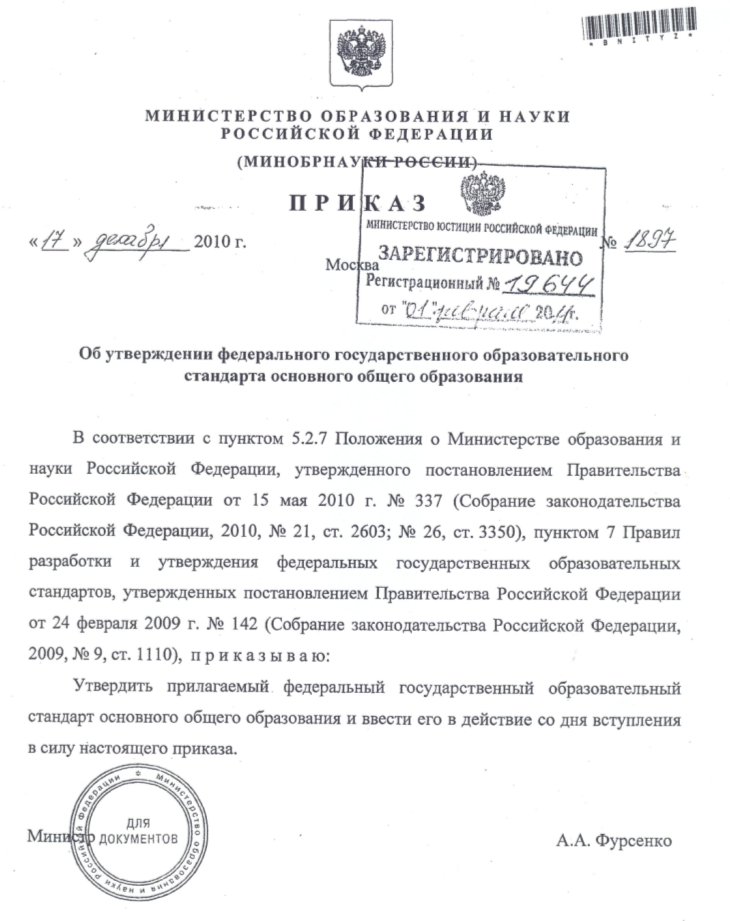 * B N I T Y Z *
МИНИСТЕРСТВО ОБРАЗОВАНИЯ И НАУКИ
РОССИЙСКОЙ ФЕДЕРАЦИИ
(МИНОБРНАУКИ РОССИИ)
ПРИКАЗ
МИНИСТЕРСТВО ЮСТИЦИИ РОССИЙСКОЙ ФЕДЕРАЦИИ
ЗАРЕГИСТРИРОВАНО
Регистрационный № 19644
от "01" февраля 2011г.
«17» декабря 2010 г.
№ 1897
Москва
Об утверждении федерального государственного образовательного
стандарта основного общего образования
В соответствии с пунктом 5.2.7 Положения о Министерстве образования и
науки Российской Федерации, утвержденного постановлением Правительства
Российской Федерации от 15 мая 2010 г. № 337 (Собрание законодательства
Российской Федерации, 2010, № 21, ст. 2603; № 26, ст. 3350), пунктом 7 Правил
разработки и утверждения федеральных государственных образовательных
стандартов, утвержденных постановлением Правительства Российской Федерации
от 24 февраля 2009 г. № 142 (Собрание законодательства Российской Федерации,
2009, № 9, ст. 1110), приказываю:
Утвердить прилагаемый федеральный государственный образовательный
стандарт основного общего образования и ввести его в действие со дня вступления
в силу настоящего приказа.
Министр
А.А. Фурсенко
Министерство образования и науки Российской Федерации
ДЛЯ
ДОКУМЕНТОВ